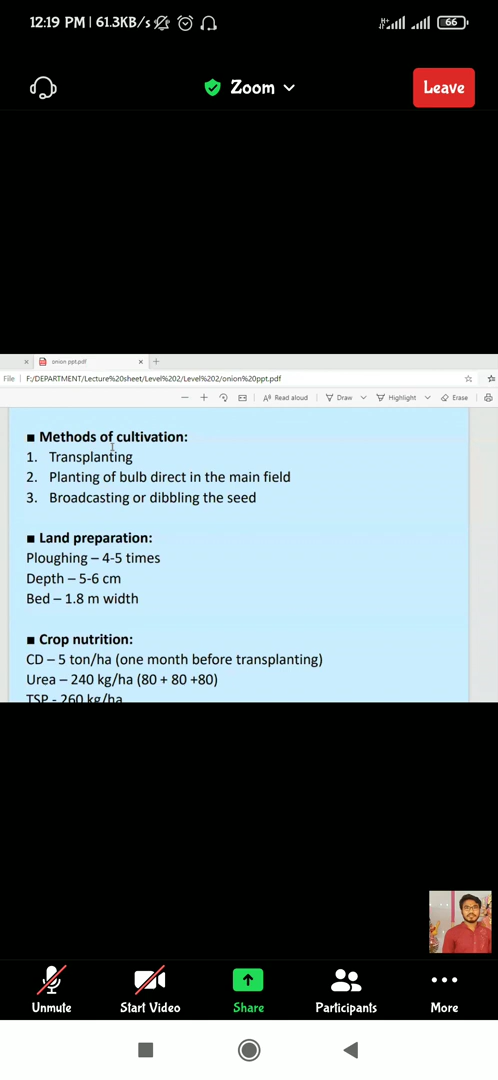 12:19 PM | 61.3KB/s
H+
66
Zoom
Leave
onion ppt.pdf
File | F:/DEPARTMENT/Lecture%20sheet/Level%202/Level%202/onion%20ppt.pdf
Read aloud
Draw
Highlight
Erase
■ Methods of cultivation:
1. Transplanting
2. Planting of bulb direct in the main field
3. Broadcasting or dibbling the seed
■ Land preparation:
Ploughing – 4-5 times
Depth – 5-6 cm
Bed – 1.8 m width
■ Crop nutrition:
CD – 5 ton/ha (one month before transplanting)
Urea – 240 kg/ha (80 + 80 +80)
TSP - 260 kg/ha
Unmute
Start Video
Share
Participants
More